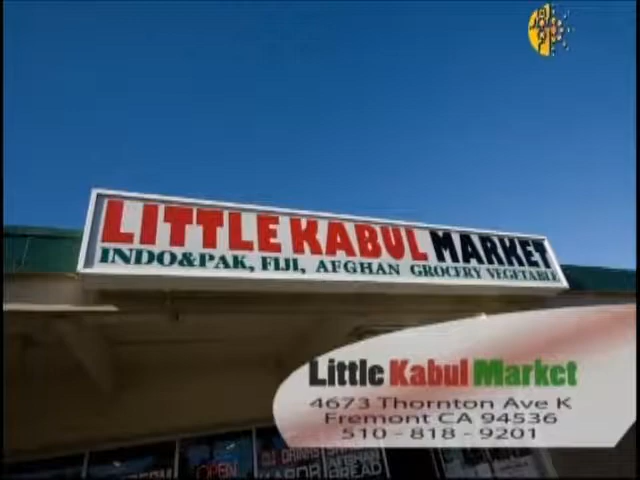 LITTLE KABUL MARKET
INDO&PAK, FIJI, AFGHAN GROCERY VEGETABLE
Little Kabul Market
4673 Thornton Ave K
Fremont CA 94536
510 - 818 - 9201
OPEN
AFGHAN
BREAD